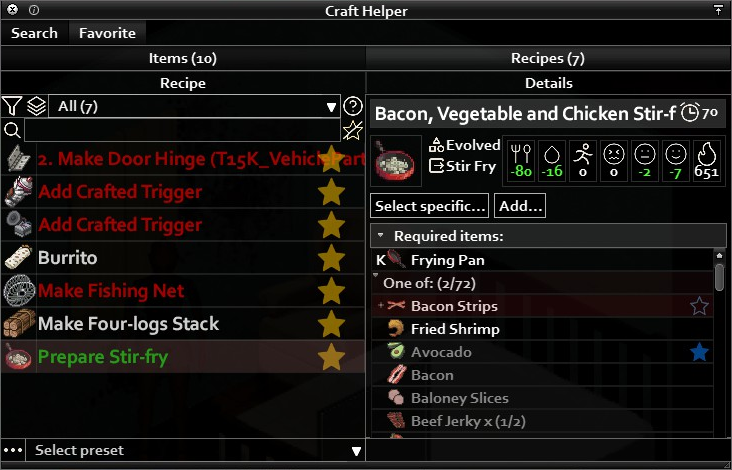 Craft Helper
Search Favorite
Items (10) Recipes (7)
Recipe Details
All (7)
Bacon, Vegetable and Chicken Stir-f 70
2. Make Door Hinge (T15K_VehiclePart
Evolved
Stir Fry
-80 -16 0 0 -2 -7 651
Add Crafted Trigger
Select specific... Add...
Add Crafted Trigger
Required items:
Burrito
K Frying Pan
One of: (2/72)
Make Fishing Net
+ Bacon Strips
Make Four-logs Stack
Fried Shrimp
Prepare Stir-fry
Avocado
Bacon
Baloney Slices
Beef Jerky x (1/2)
Select preset